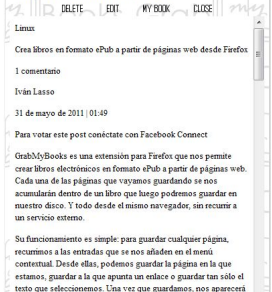 DELETE EDIT MY BOOK CLOSE
Linux
Crea libros en formato ePub a partir de páginas web desde Firefox
1 comentario
Iván Lasso
31 de mayo de 2011 | 01:49
Para votar este post conéctate con Facebook Connect
GrabMyBooks es una extensión para Firefox que nos permite
crear libros electrónicos en formato ePub a partir de páginas web.
Cada una de las páginas que vayamos guardando se nos
acumularán dentro de un libro que luego podremos guardar en
nuestro disco. Y todo desde el mismo navegador, sin recurrir a
un servicio externo.
Su funcionamiento es simple: para guardar cualquier página,
recurrimos a las entradas que se nos añaden en el menú
contextual. Desde ellas, podemos guardar la página en la que
estamos, guardar a la que apunta un enlace o guardar tan sólo el
texto que seleccionemos. Una vez que guardamos, nos aparecerá